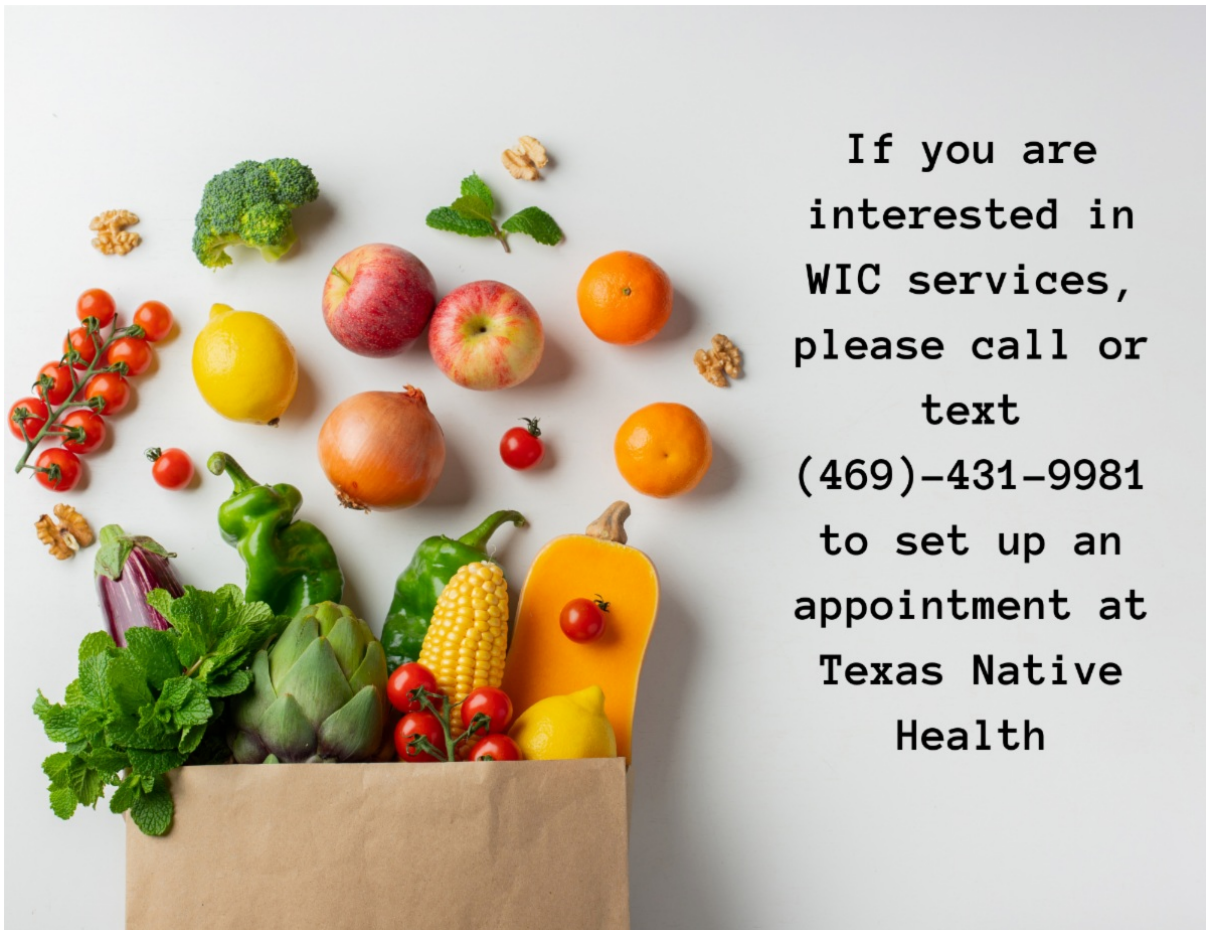 If you are
interested in
WIC services,
please call or
text
(469)-431-9981
to set up an
appointment at
Texas Native
Health